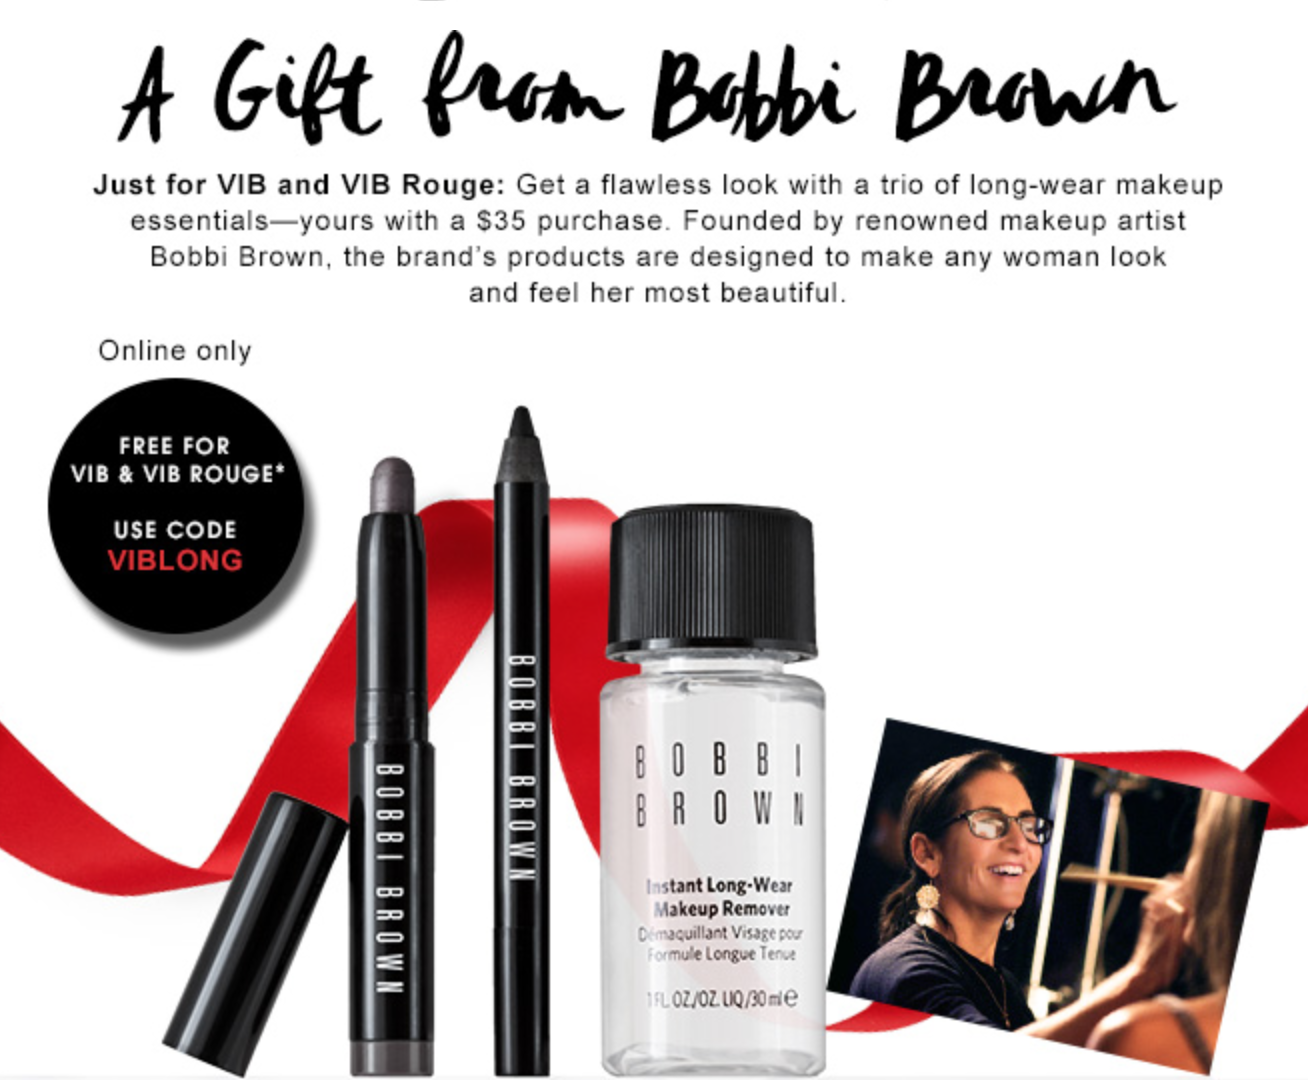 A Gift from Bobbi Brown
Just for VIB and VIB Rouge: Get a flawless look with a trio of long-wear makeup
essentials—yours with a $35 purchase. Founded by renowned makeup artist
Bobbi Brown, the brand's products are designed to make any woman look
and feel her most beautiful.
Online only
FREE FOR
VIB & VIB ROUGE*
USE CODE
VIBLONG
BOBBI BROWN
BOBBI BROWN
BOBBI
BROWN
Instant Long-Wear
Makeup Remover
Démaquillant Visage pour
Formule Longue Tenue
1 FL. OZ./OZ. LIQ/30 ml e